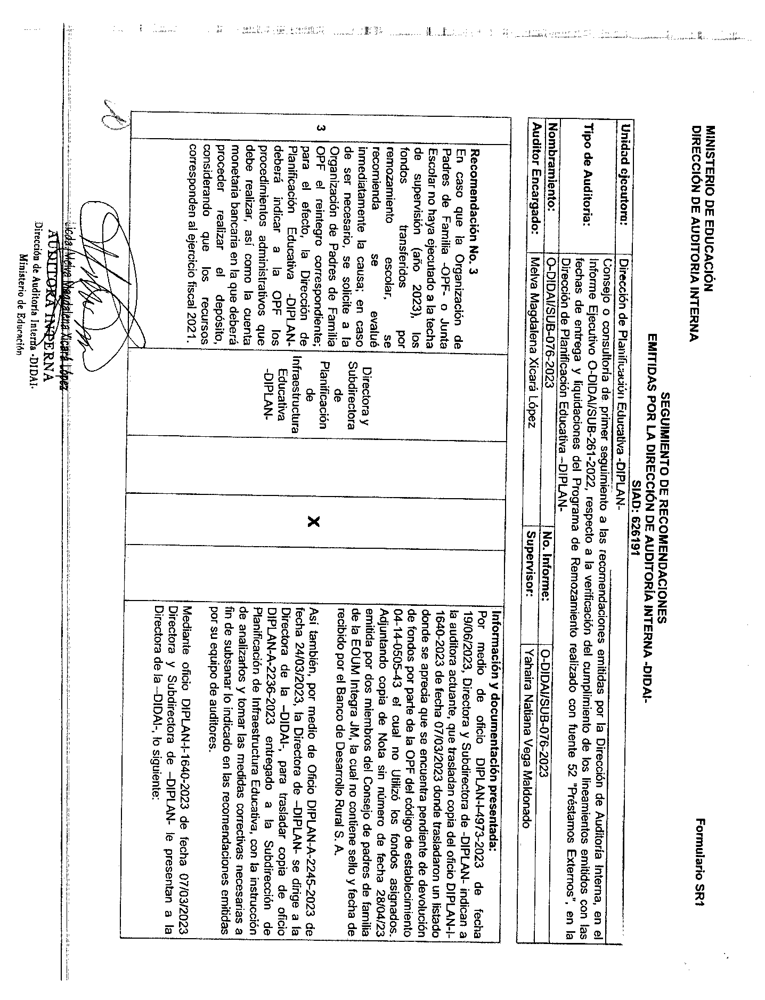 MINISTERIO DE EDUCACIÓN
DIRECCIÓN DE AUDITORIA INTERNA
Formulario SR1
SEGUIMIENTO DE RECOMENDACIONES
EMITIDAS POR LA DIRECCIÓN DE AUDITORÍA INTERNA -DIDAI-
SIAD: 626191
Unidad ejecutora:
Dirección de Planificación Educativa -DIPLAN-
Tipo de Auditoria:
Consejo o consultoría de primer seguimiento a las recomendaciones emitidas por la Dirección de Auditoría Interna, en el
Informe Ejecutivo O-DIDAI/SUB-261-2022, respecto a la verificación del cumplimiento de los lineamientos emitidos con las
fechas de entrega y liquidaciones del Programa de Remozamiento realizado con fuente 52 "Préstamos Externos", en la
Dirección de Planificación Educativa –DIPLAN-
Nombramiento:
O-DIDAI/SUB-076-2023
No. Informe:
O-DIDAI/SUB-076-2023
Auditor Encargado:
Melva Magdalena Xicará López
Supervisor:
Yahaira Natiana Vega Maldonado
3
Recomendación No. 3
En caso que la Organización de
Padres de Familia -OPF- o Junta
Escolar no haya ejecutado a la fecha
de supervisión (año 2023), los
fondos transferidos por
remozamiento escolar, se
recomienda se evalué
inmediatamente la causa; en caso
de ser necesario, se solicite a la
Organización de Padres de Familia
OPF el reintegro correspondiente;
para el efecto, la Dirección de
Planificación Educativa -DIPLAN-
deberá indicar a la OPF los
procedimientos administrativos que
debe realizar, así como la cuenta
monetaria bancaria en la que deberá
proceder realizar el depósito,
considerando que los recursos
corresponden al ejercicio fiscal 2021.
Directora y
Subdirectora
de
Planificación
de
Infraestructura
Educativa
-DIPLAN-
X
Información y documentación presentada:
Por medio de oficio DIPLAN-I-4973-2023 de fecha
19/06/2023, Directora y Subdirectora de -DIPLAN- indican a
la auditora actuante, que trasladan copia del oficio DIPLAN-I-
1640-2023 de fecha 07/03/2023 donde trasladaron un listado
donde se aprecia que se encuentra pendiente de devolución
de fondos por parte de la OPF del código de establecimiento
04-14-0505-43 el cual no Utilizó los fondos asignados.
Adjuntando copia de Nota sin número de fecha 28/04/23
emitida por dos miembros del Consejo de padres de familia
de la EOUM Integra JM, la cual no contiene sello y fecha de
recibido por el Banco de Desarrollo Rural S. A.
Así también, por medio de Oficio DIPLAN-A-2245-2023 de
fecha 24/03/2023, la Directora de –DIPLAN- se dirige a la
Directora de la –DIDAI-, para trasladar copia de oficio
DIPLAN-A-2236-2023 entregado a la Subdirección de
Planificación de Infraestructura Educativa, con la instrucción
de analizarlos y tomar las medidas correctivas necesarias a
fin de subsanar lo indicado en las recomendaciones emitidas
por su equipo de auditores.
Mediante oficio DIPLAN-I-1640-2023 de fecha 07/03/2023
Directora y Subdirectora de –DIPLAN- le presentan a la
Directora de la –DIDAI-, lo siguiente:
Licda. Melva Magdalena Xicará López
AUDITORA INTERNA
Dirección de Auditoría Interna -DIDAI-
Ministerio de Educación